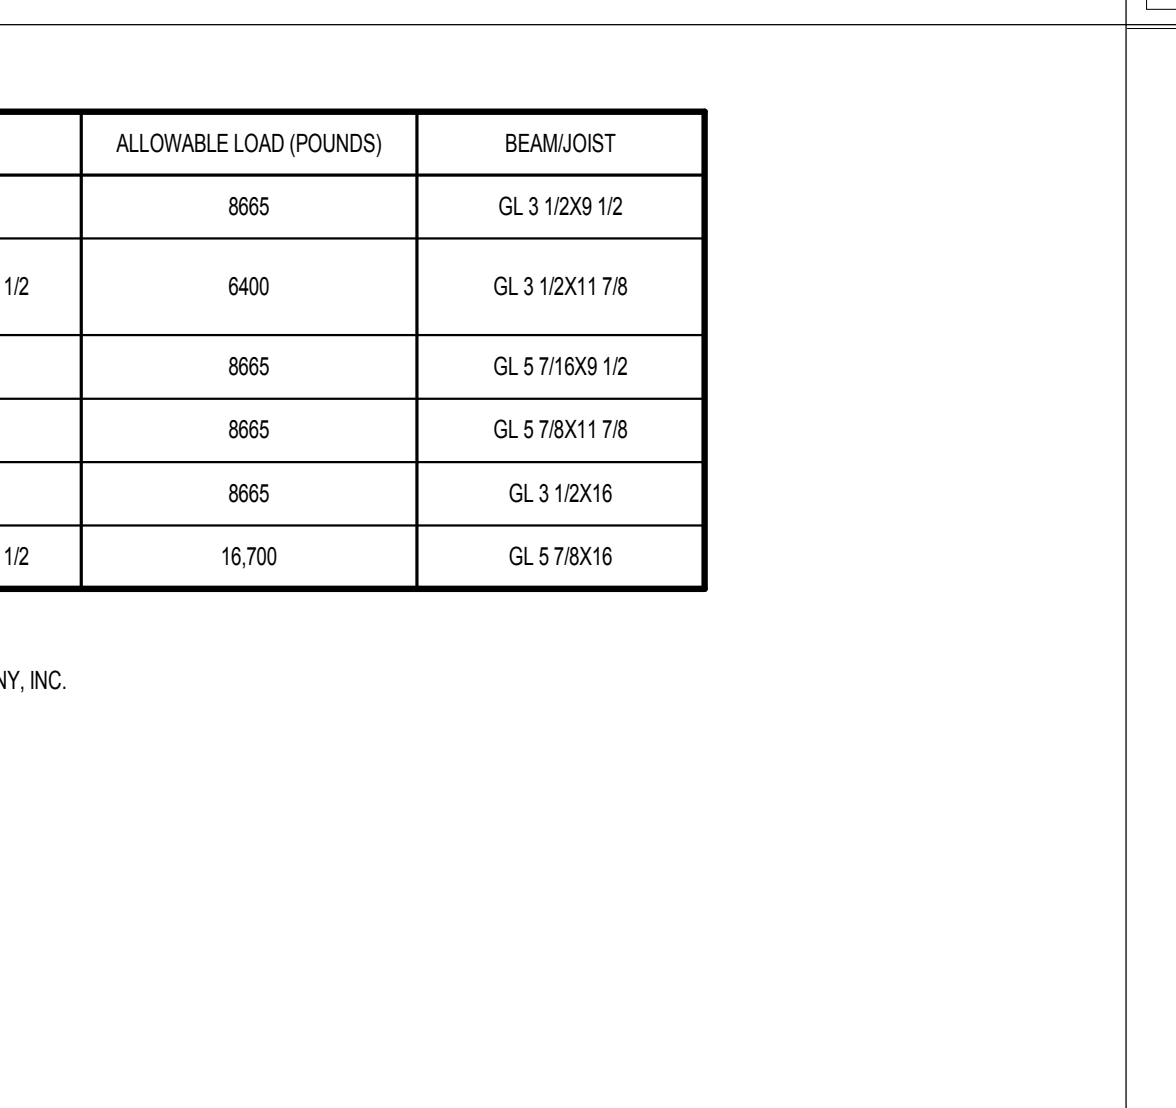 ALLOWABLE LOAD (POUNDS) BEAM/JOIST
8665 GL 3 1/2X9 1/2
1/2 6400 GL 3 1/2X11 7/8
8665 GL 5 7/16X9 1/2
8665 GL 5 7/8X11 7/8
8665 GL 3 1/2X16
1/2 16,700 GL 5 7/8X16
NY, INC.